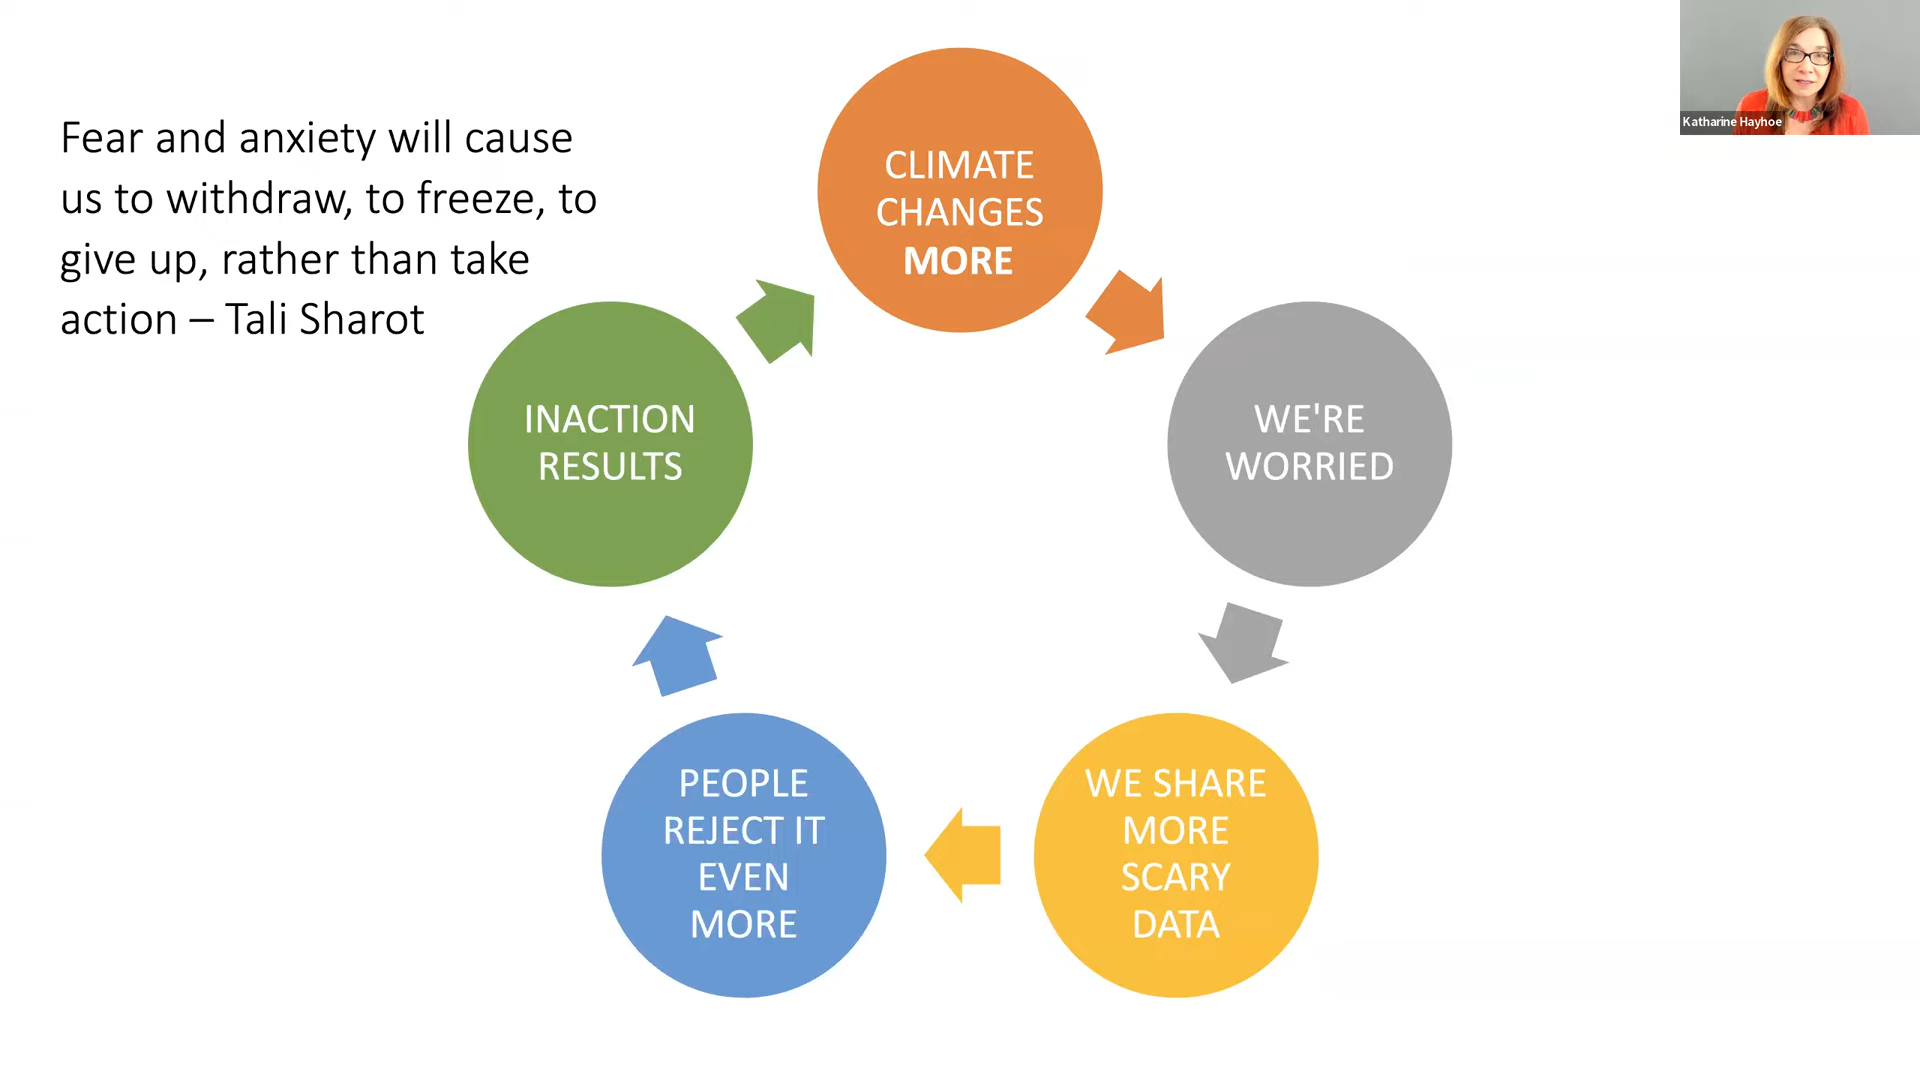 Fear and anxiety will cause
us to withdraw, to freeze, to
give up, rather than take
action – Tali Sharot
CLIMATE
CHANGES
MORE
WE'RE
WORRIED
WE SHARE
MORE
SCARY
DATA
PEOPLE
REJECT IT
EVEN
MORE
INACTION
RESULTS
Katharine Hayhoe